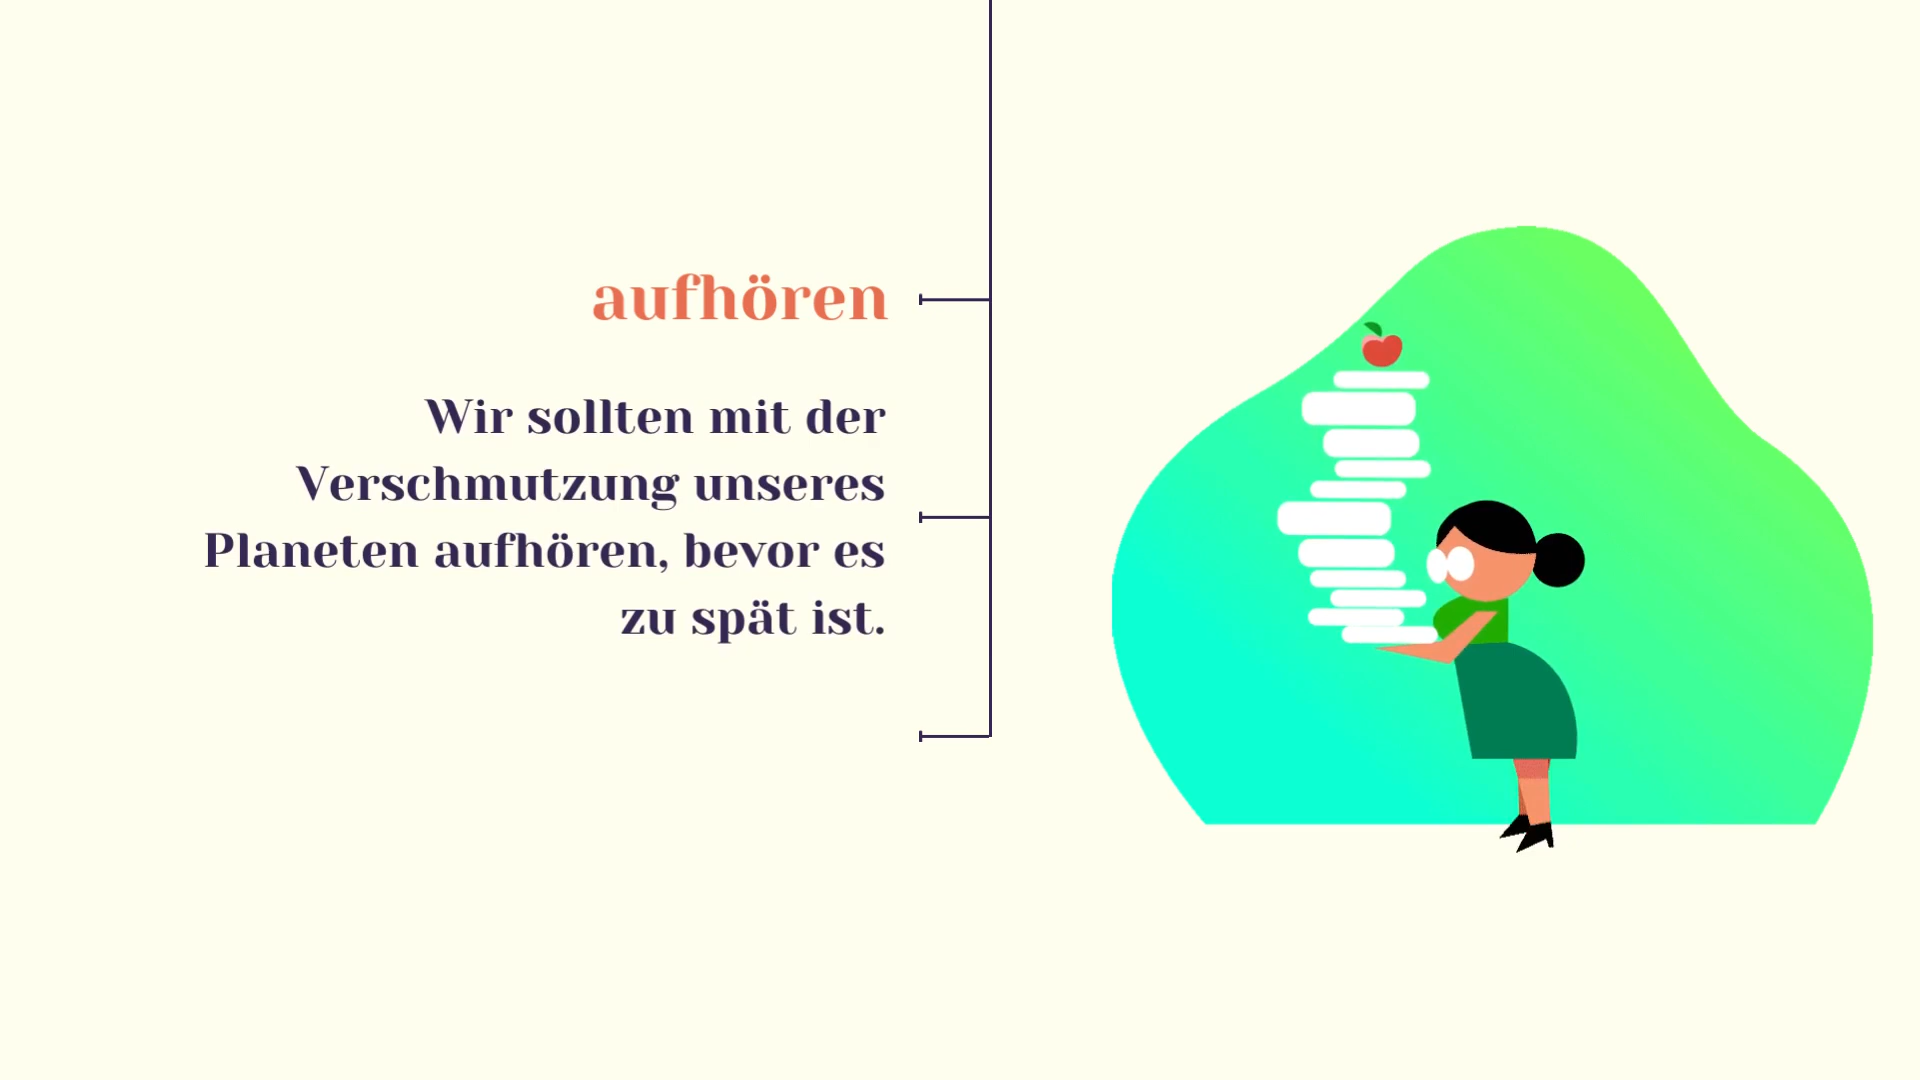 aufhören
Wir sollten mit der
Verschmutzung unseres
Planeten aufhören, bevor es
zu spät ist.